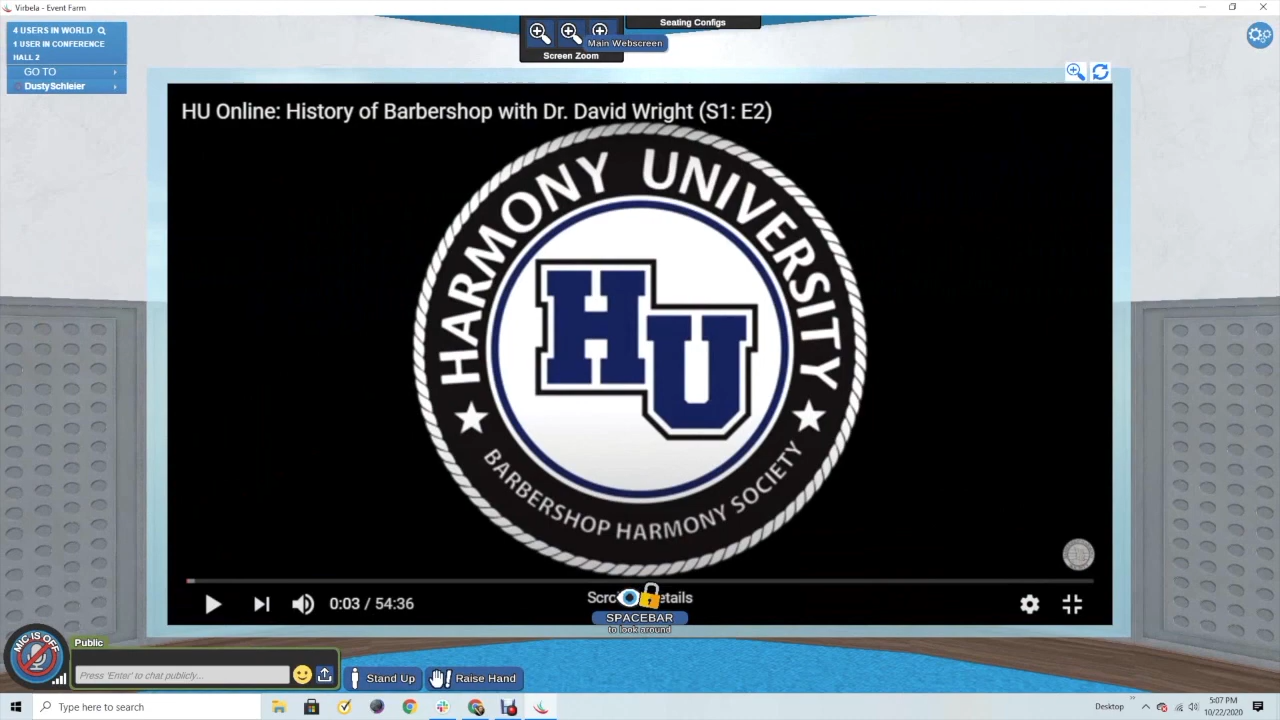 Virbela - Event Farm
4 USERS IN WORLD
1 USER IN CONFERENCE
HALL 2
GO TO
DustySchleier
Seating Configs
Main Webscreen
Screen Zoom
HU Online: History of Barbershop with Dr. David Wright (S1: E2)
HARMONY UNIVERSITY
HU
BARBERSHOP HARMONY SOCIETY
0:03 / 54:36
SPACEBAR
to look around
MIC IS OFF
Public
Press 'Enter' to chat publicly...
Stand Up
Raise Hand
Type here to search
Desktop
5:07 PM
10/22/2020